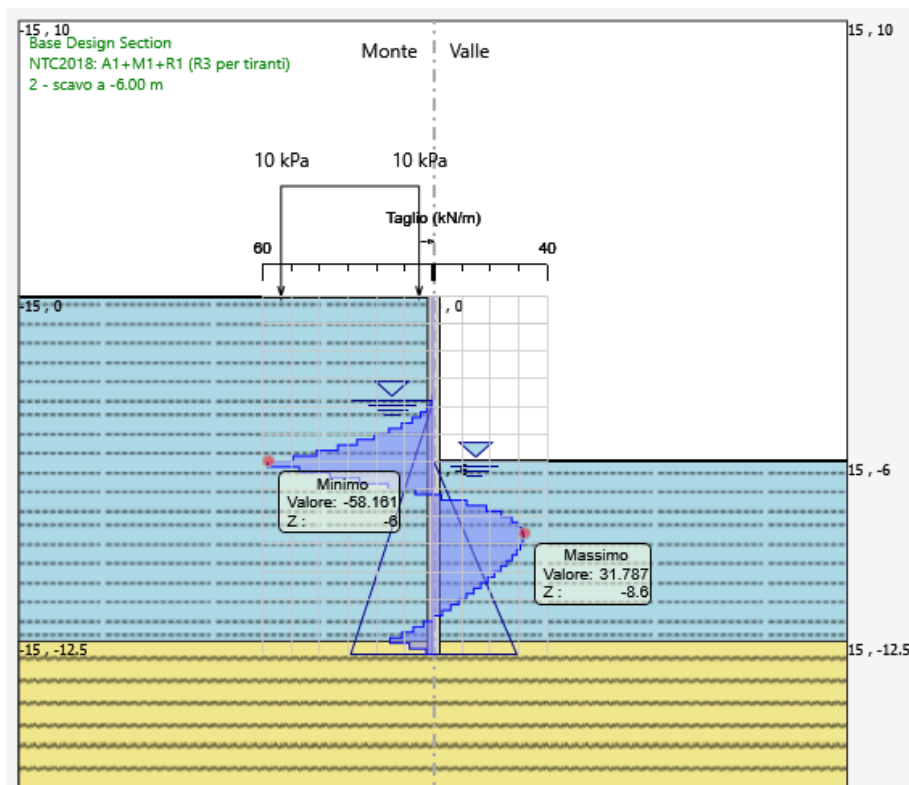 -15 , 10
15 , 10
Base Design Section
NTC2018: A1+M1+R1 (R3 per tiranti)
2 - scavo a -6.00 m
Monte
Valle
10 kPa
10 kPa
Taglio (kN/m)
60
40
-15, 0
, 0
15 , -6
Minimo
Valore: -58.161
Z : -6
Massimo
Valore: 31.787
Z : -8.6
-15 , -12.5
15 , -12.5